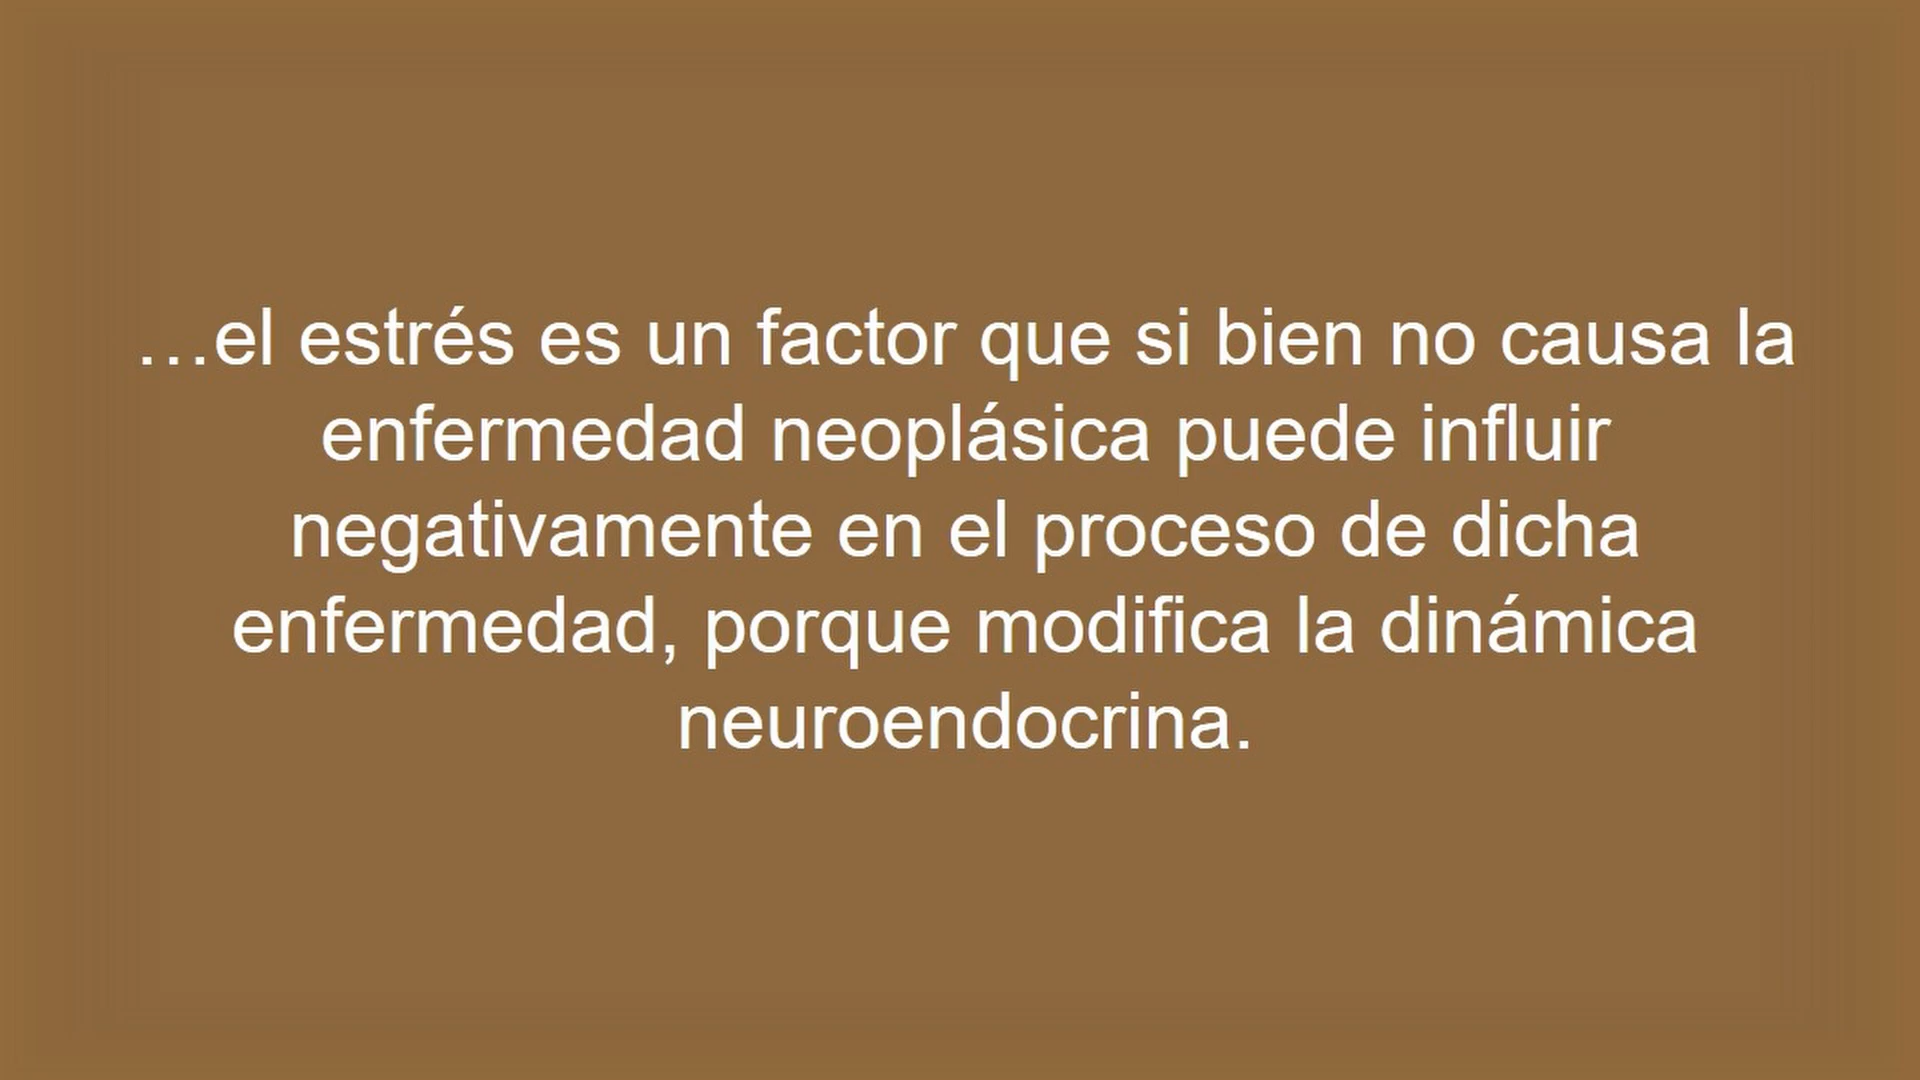 …el estrés es un factor que si bien no causa la
enfermedad neoplásica puede influir
negativamente en el proceso de dicha
enfermedad, porque modifica la dinámica
neuroendocrina.